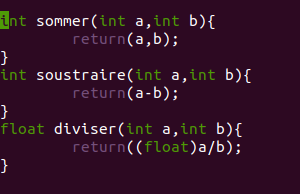 int sommer(int a,int b){
        return(a,b);
}
int soustraire(int a,int b){
        return(a-b);
}
float diviser(int a,int b){
        return((float)a/b);
}